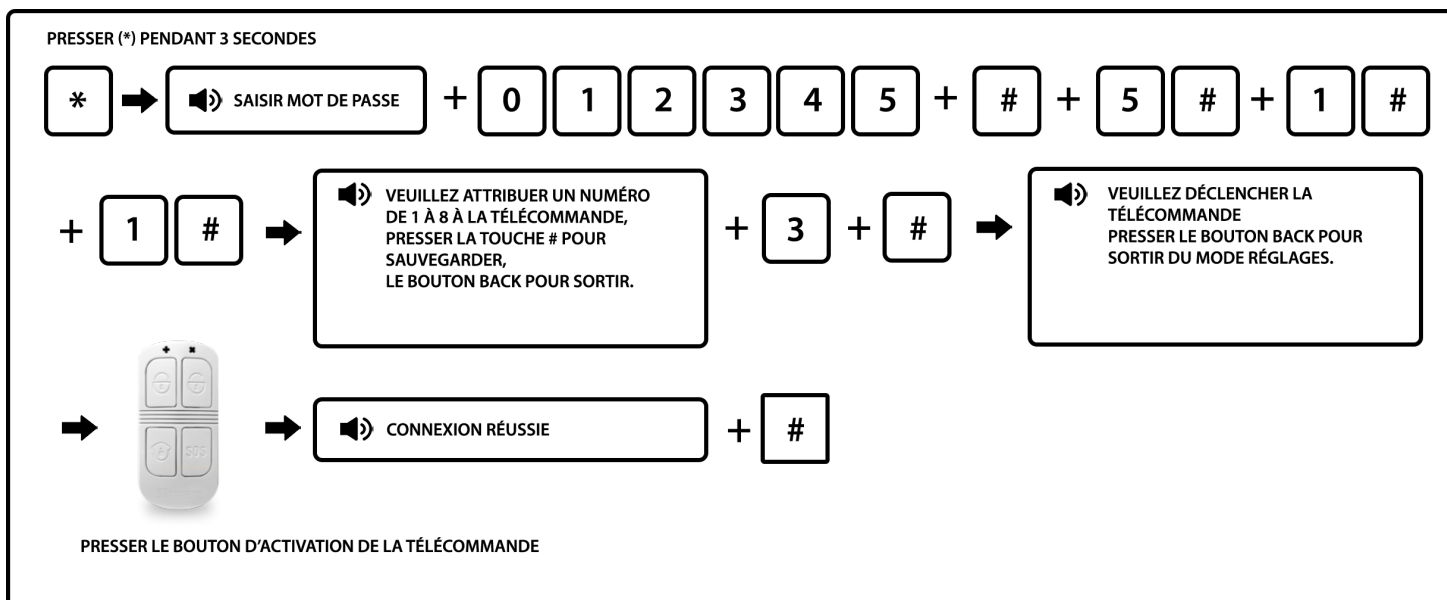 PRESSER (*) PENDANT 3 SECONDES
* SAISIR MOT DE PASSE + 0 1 2 3 4 5 + # + 5 # + 1 #
+ 1 #
VEUILLEZ ATTRIBUER UN NUMÉRO
DE 1 À 8 À LA TÉLÉCOMMANDE,
PRESSER LA TOUCHE # POUR
SAUVEGARDER,
LE BOUTON BACK POUR SORTIR.
+ 3 + #
VEUILLEZ DÉCLENCHER LA
TÉLÉCOMMANDE
PRESSER LE BOUTON BACK POUR
SORTIR DU MODE RÉGLAGES.
SOS
CONNEXION RÉUSSIE + #
PRESSER LE BOUTON D'ACTIVATION DE LA TÉLÉCOMMANDE